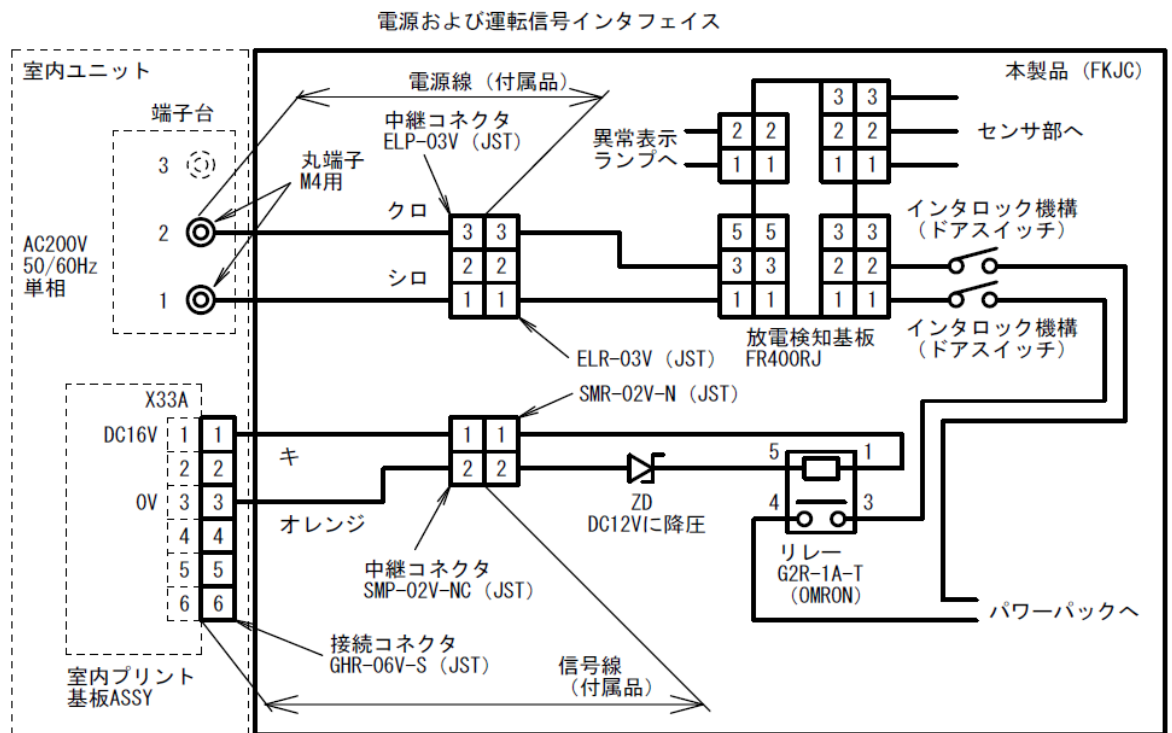 電源および運転信号インタフェイス
室内ユニット
本製品（FKJC）
電源線（付属品）
端子台
中継コネクタ
ELP-03V（JST）
丸端子
M4用
異常表示
ランプへ
センサ部へ
3 3
2 2
1 1
2 2
1 1
3
2
1
AC200V
50/60Hz
単相
クロ
シロ
3 3
2 2
1 1
5 5
3 3
1 1
3 3
2 2
1 1
インタロック機構
（ドアスイッチ）
インタロック機構
（ドアスイッチ）
放電検知基板
FR400RJ
ELR-03V（JST）
SMR-02V-N（JST）
X33A
DC16V
0V
1 1
2 2
3 3
4 4
5 5
6 6
キ
オレンジ
1 1
2 2
ZD
DC12Vに降圧
5
1
4
3
リレー
G2R-1A-T
（OMRON）
パワーパックへ
中継コネクタ
SMP-02V-NC（JST）
接続コネクタ
GHR-06V-S（JST）
信号線
（付属品）
室内プリント
基板ASSY